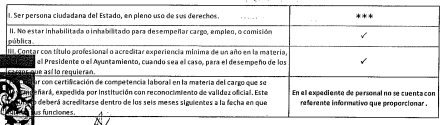 I. Ser persona ciudadana del Estado, en pleno uso de sus derechos.
***
II. No estar inhabilitada o inhabilitado para desempeñar cargo, empleo, o comisión
pública.
✓
III. Contar con título profesional o acreditar experiencia mínima de un año en la materia,
el Presidente o el Ayuntamiento, cuando sea el caso, para el desempeño de los
cargos que así lo requieran.
✓
con certificación de competencia laboral en la materia del cargo que se
expedida por Institución con reconocimiento de validez oficial. Este
deberá acreditarse dentro de los seis meses siguientes a la fecha en que
sus funciones.
En el expediente de personal no se cuenta con
referente informativo que proporcionar.